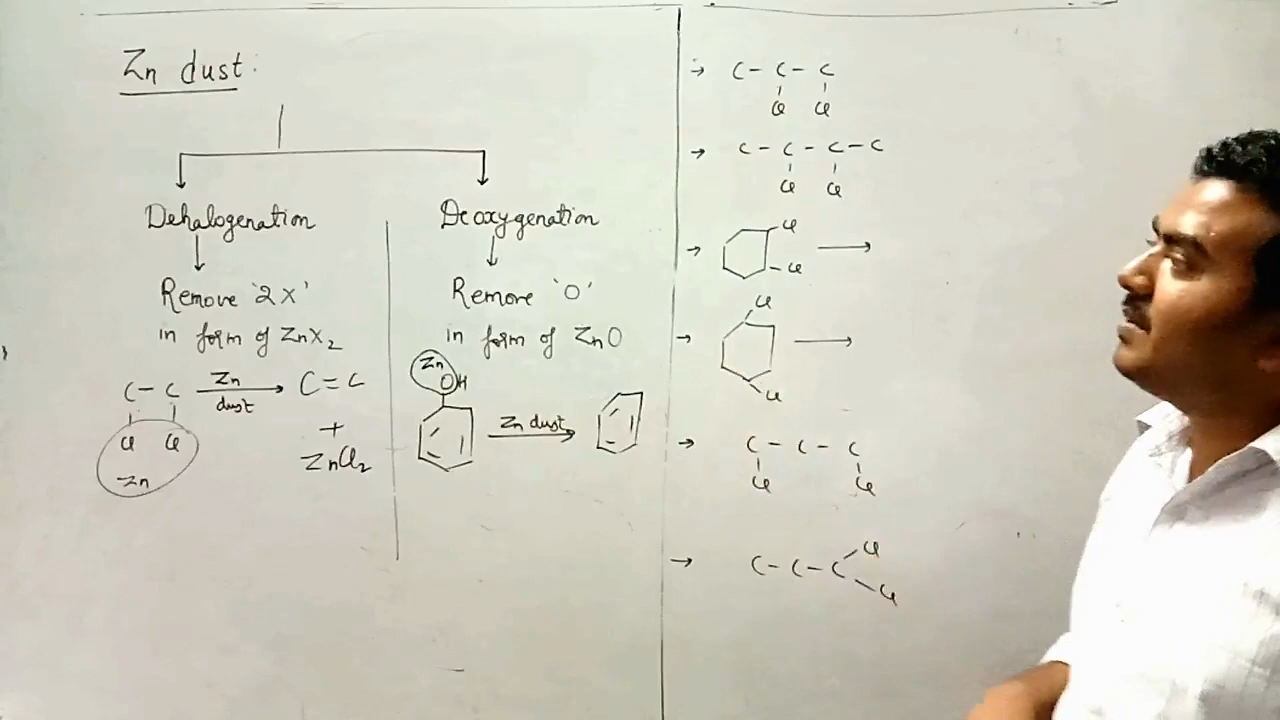 Zn dust:
Dehalogenation
Remove '2X'
in form of ZnX₂
C - C Zn dust → C = C
Cl Cl
Zn
+
ZnCl₂
Deoxygenation
Remove 'O'
in form of ZnO
Zn
OH
Zn dust →
→ C - C - C
Cl Cl
→ C - C - C - C
Cl Cl
→ Cl
- Cl →
→ Cl
Cl →
→ C - C - C
Cl Cl
→ C - C - C
Cl
Cl